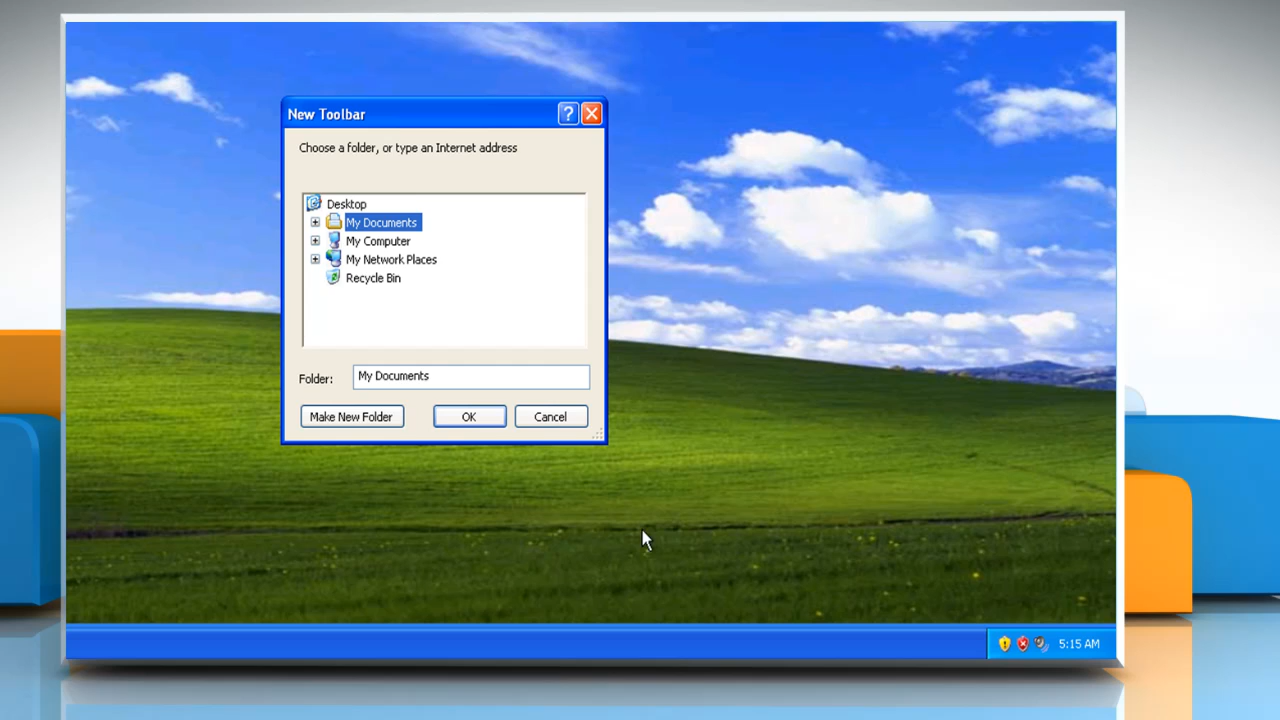 New Toolbar
Choose a folder, or type an Internet address
Desktop
My Documents
My Computer
My Network Places
Recycle Bin
Folder: My Documents
Make New Folder OK Cancel
5:15 AM